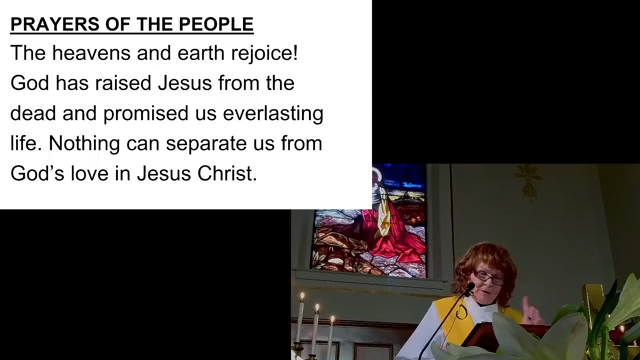 PRAYERS OF THE PEOPLE
The heavens and earth rejoice!
God has raised Jesus from the
dead and promised us everlasting
life. Nothing can separate us from
God’s love in Jesus Christ.